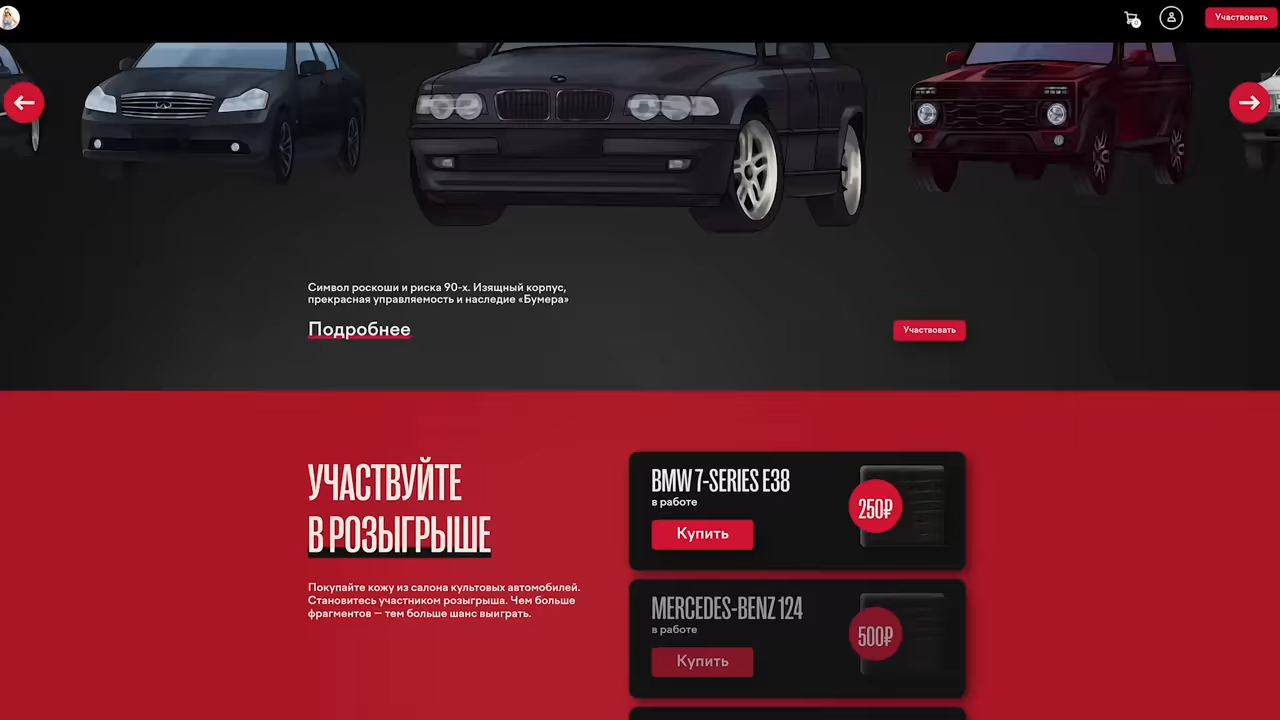 0
Участвовать
Символ роскоши и риска 90-х. Изящный корпус,
прекрасная управляемость и наследие «Бумера»
Подробнее
Участвовать
УЧАСТВУЙТЕ
В РОЗЫГРЫШЕ
Покупайте кожу из салона культовых автомобилей.
Становитесь участником розыгрыша. Чем больше
фрагментов — тем больше шанс выиграть.
BMW 7-SERIES E38
в работе
250₽
Купить
MERCEDES-BENZ 124
в работе
500₽
Купить